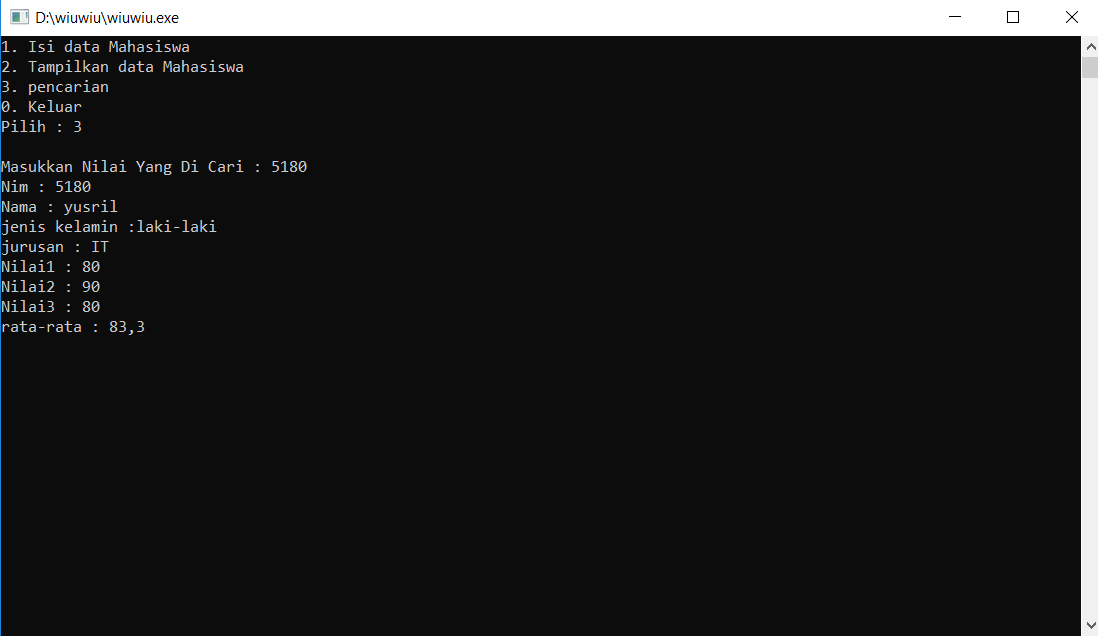 D:\wiuwiu\wiuwiu.exe
1. Isi data Mahasiswa
2. Tampilkan data Mahasiswa
3. pencarian
0. Keluar
Pilih : 3
Masukkan Nilai Yang Di Cari : 5180
Nim : 5180
Nama : yusril
jenis kelamin :laki-laki
jurusan : IT
Nilai1 : 80
Nilai2 : 90
Nilai3 : 80
rata-rata : 83,3